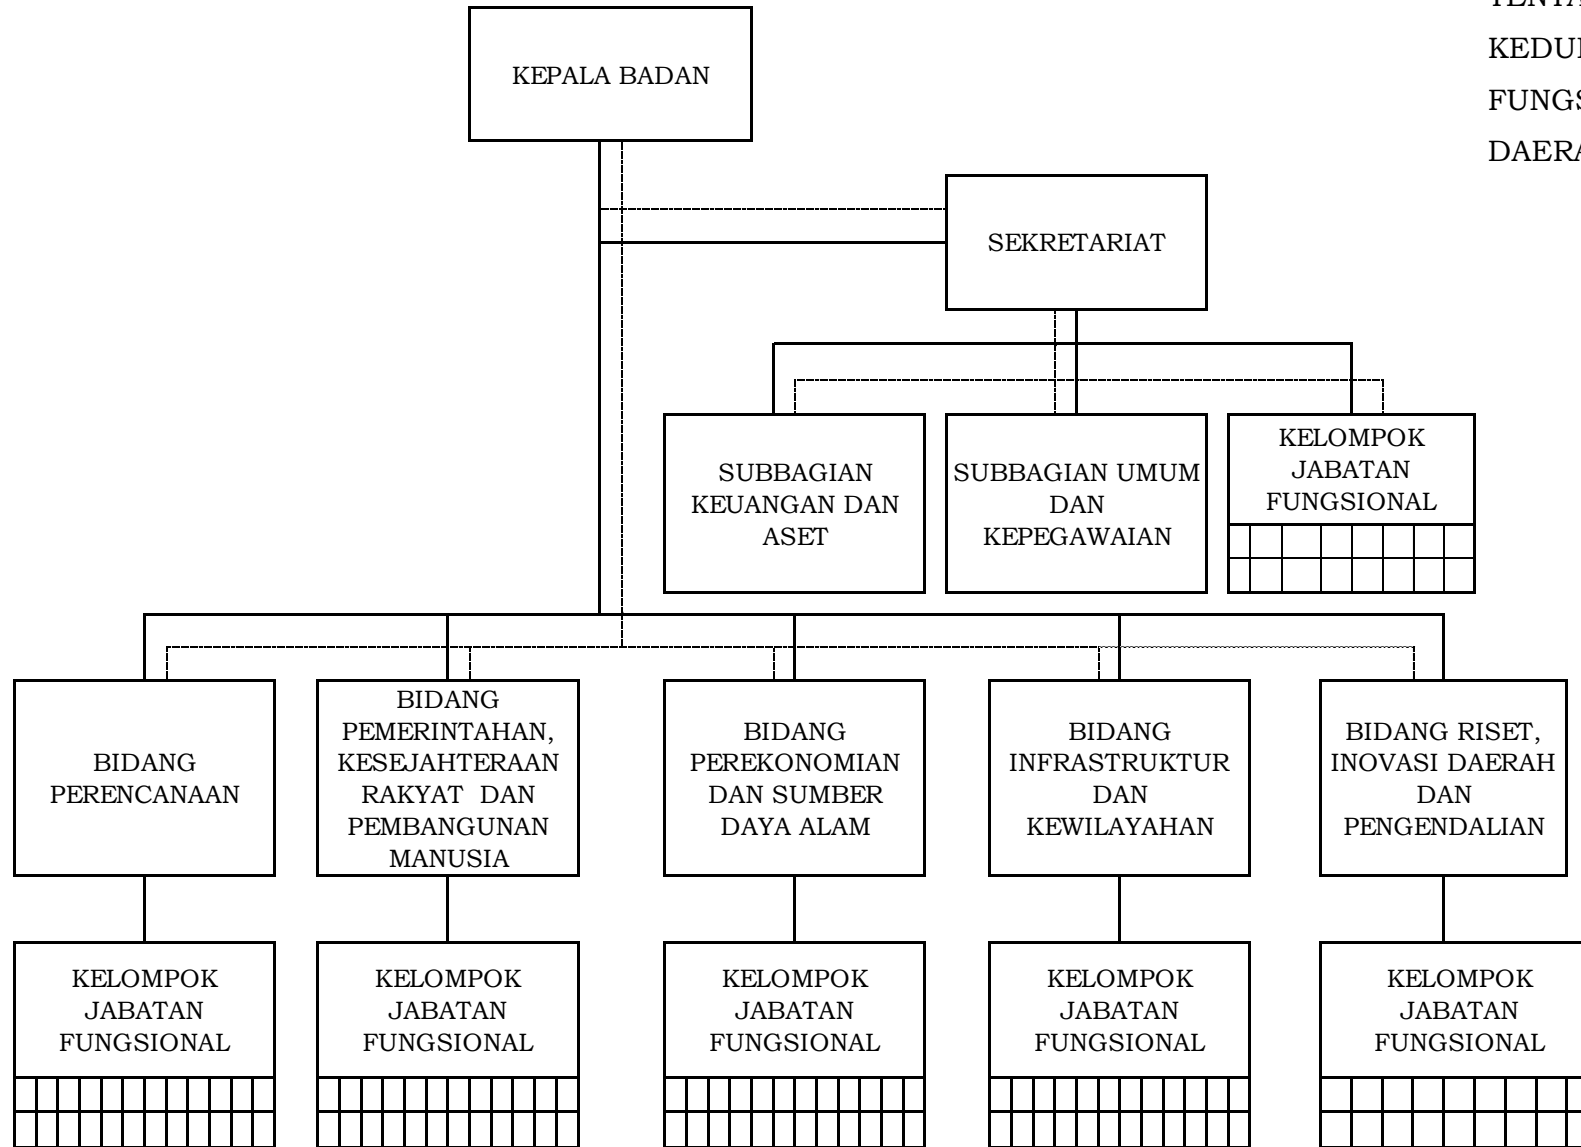 KEPALA BADAN
KEDU
DAERA
SEKRETARIAT
SUBBAGIAN
KEUANGAN DAN
ASET
SUBBAGIAN UMUM
DAN
KEPEGAWAIAN
KELOMPOK
JABATAN
FUNGSIONAL
BIDANG
PERENCANAAN
BIDANG
PEMERINTAHAN,
KESEJAHTERAAN
RAKYAT  DAN
PEMBANGUNAN
MANUSIA
BIDANG
PEREKONOMIAN
DAN SUMBER
DAYA ALAM
BIDANG
INFRASTRUKTUR
DAN
KEWILAYAHAN
BIDANG RISET,
INOVASI DAERAH
DAN
PENGENDALIAN
KELOMPOK
JABATAN
FUNGSIONAL
KELOMPOK
JABATAN
FUNGSIONAL
KELOMPOK
JABATAN
FUNGSIONAL
KELOMPOK
JABATAN
FUNGSIONAL
KELOMPOK
JABATAN
FUNGSIONAL